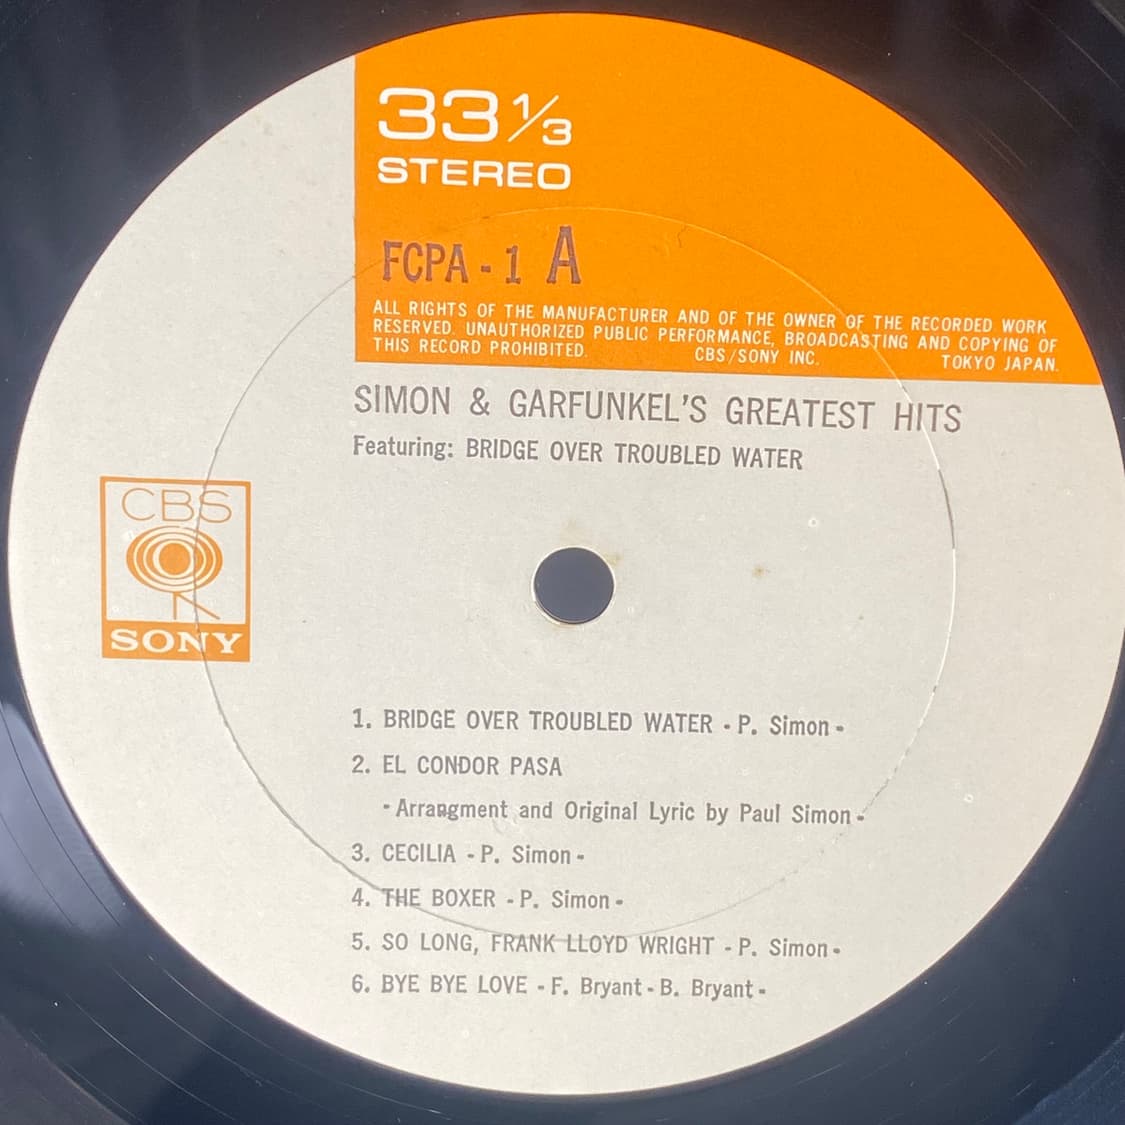 33 1/3
STEREO
FCPA - 1 A
ALL RIGHTS OF THE MANUFACTURER AND OF THE OWNER OF THE RECORDED WORK
RESERVED. UNAUTHORIZED PUBLIC PERFORMANCE, BROADCASTING AND COPYING OF
THIS RECORD PROHIBITED. CBS/SONY INC. TOKYO JAPAN.
SIMON & GARFUNKEL'S GREATEST HITS
Featuring: BRIDGE OVER TROUBLED WATER
CBS
SONY
1. BRIDGE OVER TROUBLED WATER - P. Simon -
2. EL CONDOR PASA
- Arrangment and Original Lyric by Paul Simon -
3. CECILIA - P. Simon -
4. THE BOXER - P. Simon -
5. SO LONG, FRANK LLOYD WRIGHT - P. Simon -
6. BYE BYE LOVE - F. Bryant - B. Bryant -